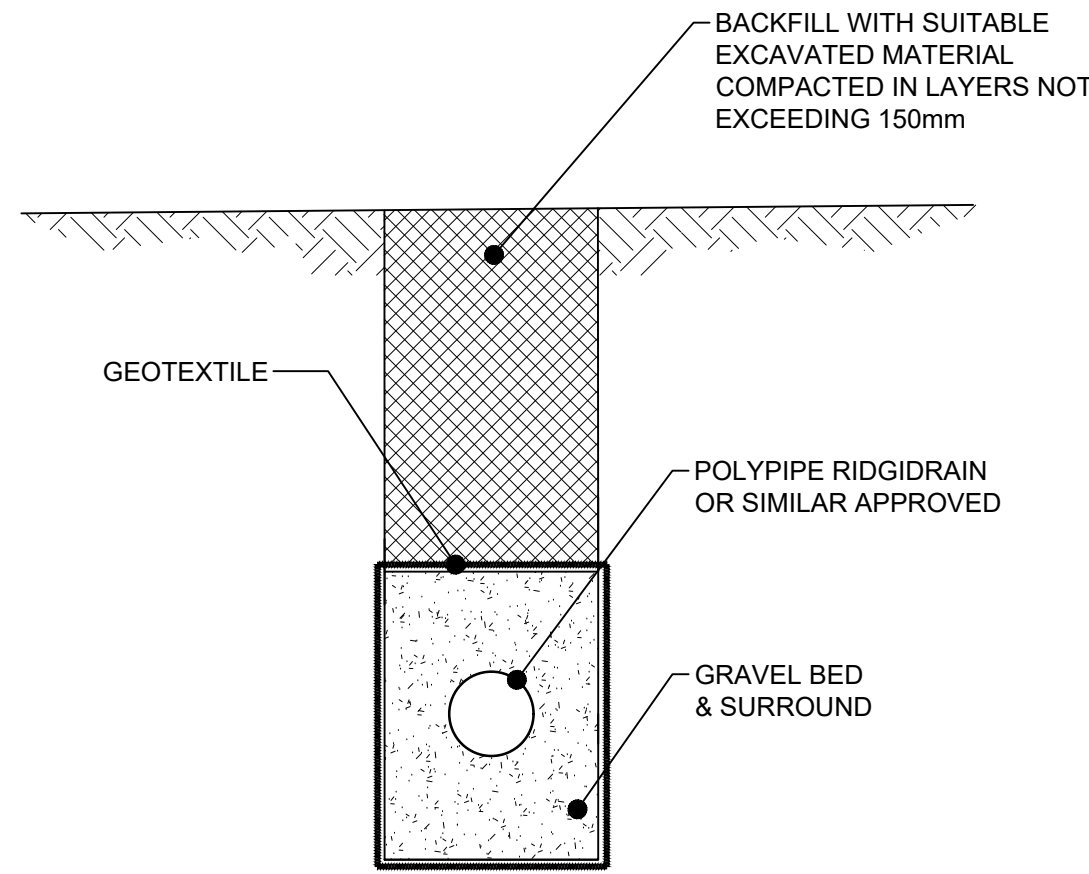 BACKFILL WITH SUITABLE
EXCAVATED MATERIAL
COMPACTED IN LAYERS NOT
EXCEEDING 150mm
GEOTEXTILE
POLYPIPE RIDGIDRAIN
OR SIMILAR APPROVED
GRAVEL BED
& SURROUND